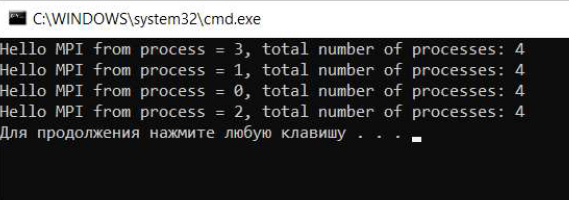 C:\WINDOWS\system32\cmd.exe
Hello MPI from process = 3, total number of processes: 4
Hello MPI from process = 1, total number of processes: 4
Hello MPI from process = 0, total number of processes: 4
Hello MPI from process = 2, total number of processes: 4
Для продолжения нажмите любую клавишу . . .